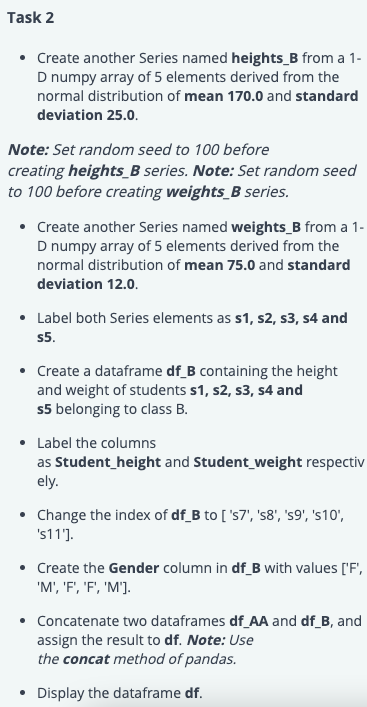 Task 2
• Create another Series named heights_B from a 1-
D numpy array of 5 elements derived from the
normal distribution of mean 170.0 and standard
deviation 25.0.
Note: Set random seed to 100 before
creating heights_B series. Note: Set random seed
to 100 before creating weights_B series.
• Create another Series named weights_B from a 1-
D numpy array of 5 elements derived from the
normal distribution of mean 75.0 and standard
deviation 12.0.
• Label both Series elements as s1, s2, s3, s4 and
s5.
• Create a dataframe df_B containing the height
and weight of students s1, s2, s3, s4 and
s5 belonging to class B.
• Label the columns
as Student_height and Student_weight respectiv
ely.
• Change the index of df_B to [ 's7', 's8', 's9', 's10',
's11'].
• Create the Gender column in df_B with values ['F',
'M', 'F', 'F', 'M'].
• Concatenate two dataframes df_AA and df_B, and
assign the result to df. Note: Use
the concat method of pandas.
• Display the dataframe df.